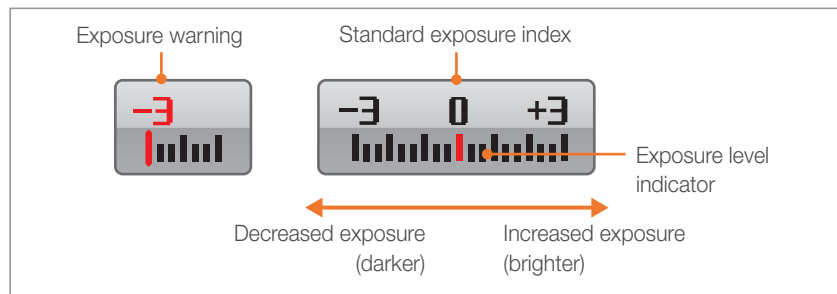 Exposure warning
Standard exposure index
-3
-3 0 +3
Exposure level
indicator
Decreased exposure
(darker)
Increased exposure
(brighter)